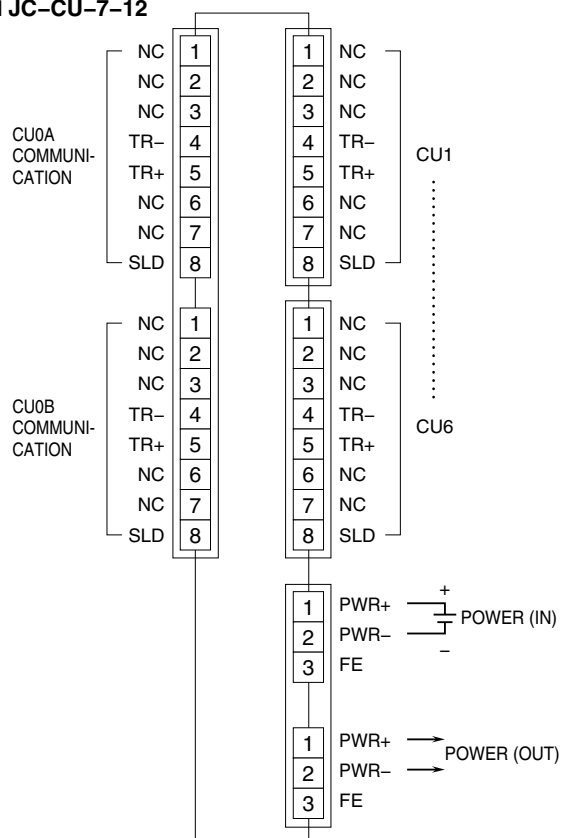 JC–CU–7–12
CU0A
COMMUNI-
CATION
NC 1
NC 2
NC 3
TR– 4
TR+ 5
NC 6
NC 7
SLD 8
CU0B
COMMUNI-
CATION
NC 1
NC 2
NC 3
TR– 4
TR+ 5
NC 6
NC 7
SLD 8
1 NC
2 NC
3 NC
4 TR–
5 TR+
6 NC
7 NC
8 SLD
CU1
1 NC
2 NC
3 NC
4 TR–
5 TR+
6 NC
7 NC
8 SLD
CU6
1 PWR+
2 PWR–
3 FE
+
–
POWER (IN)
1 PWR+
2 PWR–
3 FE
POWER (OUT)